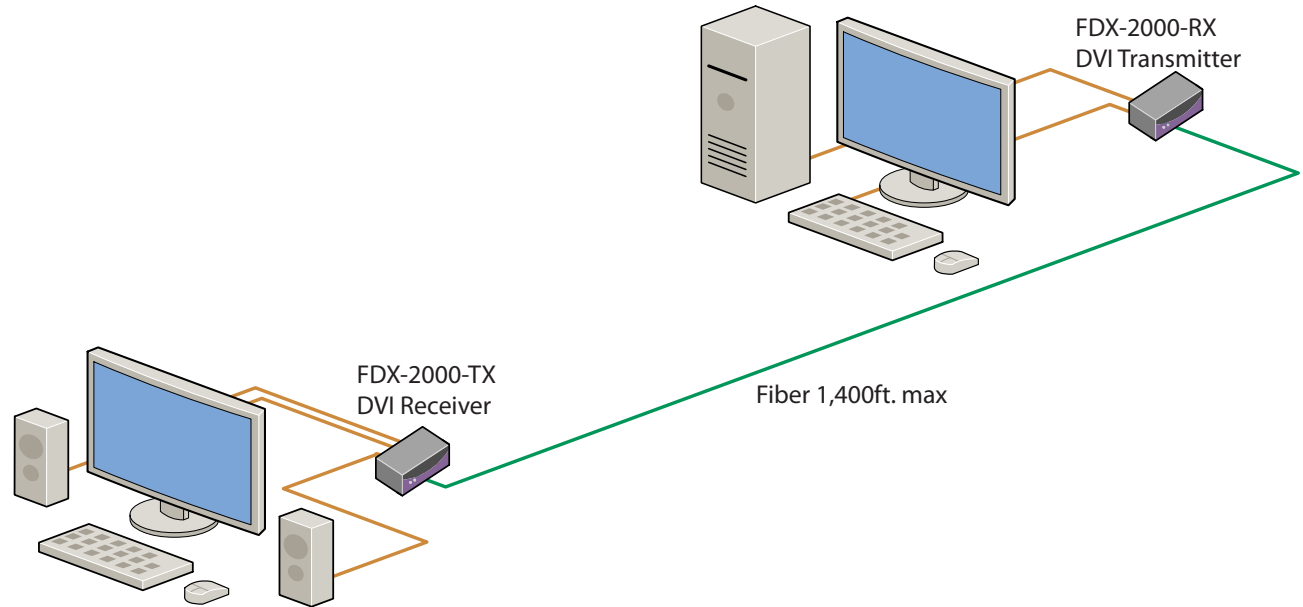 FDX-2000-RX
DVI Transmitter
FDX-2000-TX
DVI Receiver
Fiber 1,400ft. max